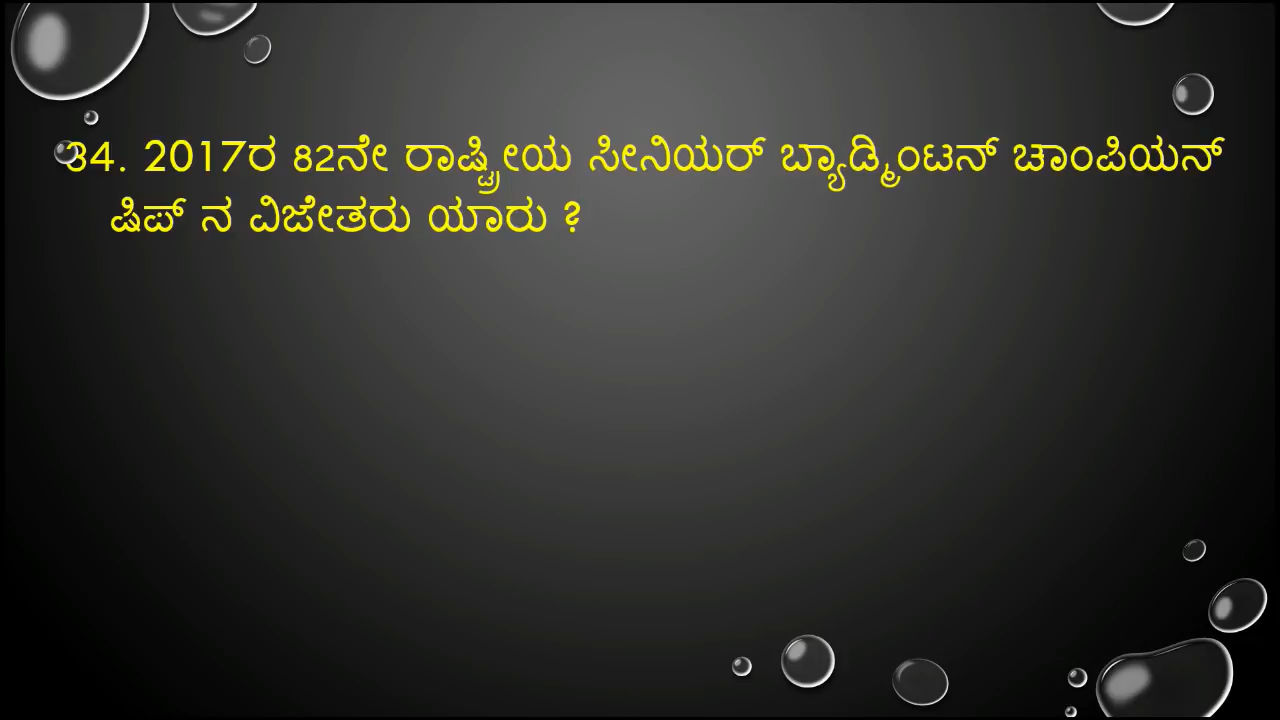 34. 2017ರ 82ನೇ ರಾಷ್ಟ್ರೀಯ ಸೀನಿಯರ್ ಬ್ಯಾಡ್ಮಿಂಟನ್ ಚಾಂಪಿಯನ್
ಷಿಪ್ ನ ವಿಜೇತರು ಯಾರು ?